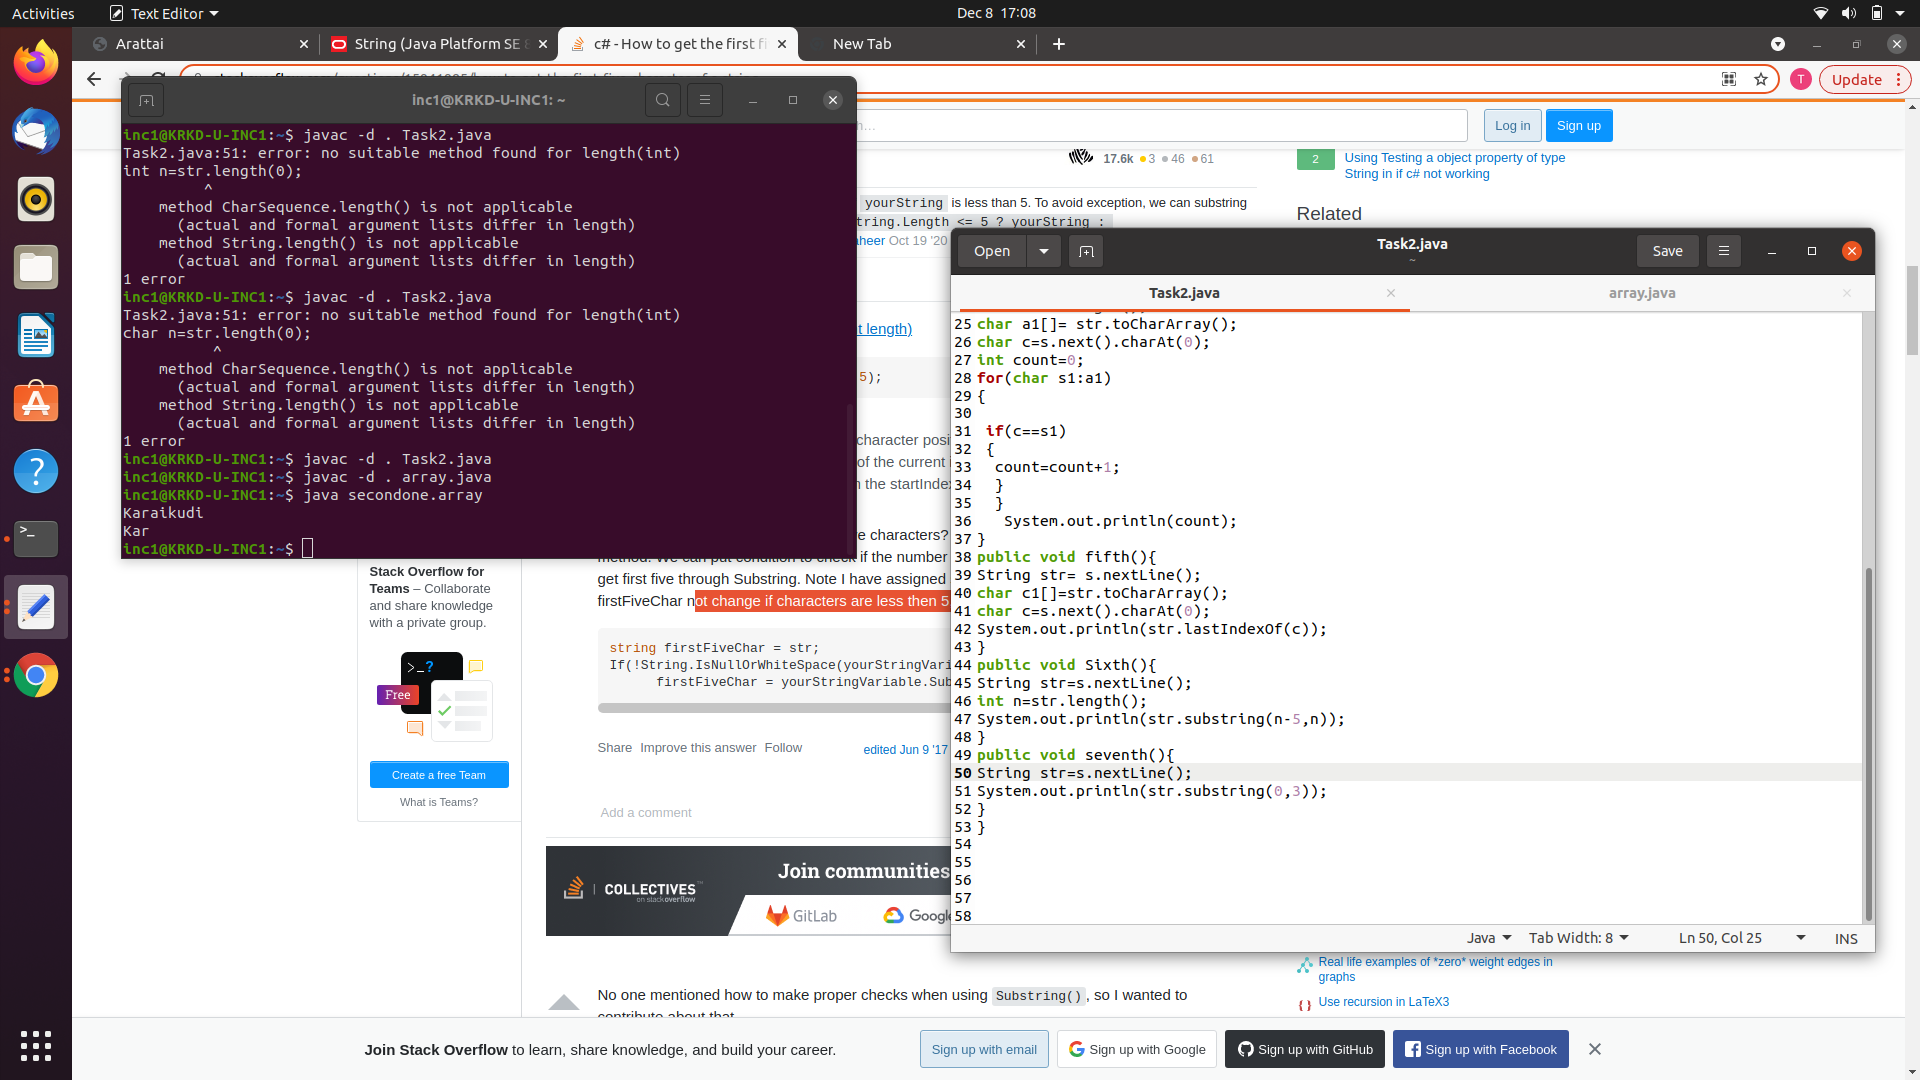 Activities
Text Editor
Dec 8 17:08
Arattai
String (Java Platform SE 8
c# - How to get the first fi
New Tab
T
Update
inc1@KRKD-U-INC1: ~
inc1@KRKD-U-INC1:~$ javac -d . Task2.java
Task2.java:51: error: no suitable method found for length(int)
int n=str.length(0);
^
method CharSequence.length() is not applicable
(actual and formal argument lists differ in length)
method String.length() is not applicable
(actual and formal argument lists differ in length)
1 error
inc1@KRKD-U-INC1:~$ javac -d . Task2.java
Task2.java:51: error: no suitable method found for length(int)
char n=str.length(0);
^
method CharSequence.length() is not applicable
(actual and formal argument lists differ in length)
method String.length() is not applicable
(actual and formal argument lists differ in length)
1 error
inc1@KRKD-U-INC1:~$ javac -d . Task2.java
inc1@KRKD-U-INC1:~$ javac -d . array.java
inc1@KRKD-U-INC1:~$ java secondone.array
Karaikudi
Kar
inc1@KRKD-U-INC1:~$
h...
Log in
Sign up
17.6k 3 46 61
2
Using Testing a object property of type
String in if c# not working
Related
yourString is less than 5. To avoid exception, we can substring
tring.Length <= 5 ? yourString :
aheer Oct 19 '20
t length)
5);
character posi
of the current i
n the startIndex
e characters?
if the number
get first five through Substring. Note I have assigned
firstFiveChar not change if characters are less then 5
string firstFiveChar = str;
If(!String.IsNullOrWhiteSpace(yourStringVari
firstFiveChar = yourStringVariable.Sub
Share Improve this answer Follow
edited Jun 9 '17
Add a comment
Stack Overflow for
Teams – Collaborate
and share knowledge
with a private group.
>_?
Free
Create a free Team
What is Teams?
COLLECTIVES™
on stackoverflow
Join communities
GitLab
Google
No one mentioned how to make proper checks when using Substring(), so I wanted to
contribute about that.
Open
Task2.java
~
Save
Task2.java
array.java
25 char a1[]= str.toCharArray();
26 char c=s.next().charAt(0);
27 int count=0;
28 for(char s1:a1)
29 {
30
31 if(c==s1)
32 {
33 count=count+1;
34 }
35 }
36 System.out.println(count);
37 }
38 public void fifth(){
39 String str= s.nextLine();
40 char c1[]=str.toCharArray();
41 char c=s.next().charAt(0);
42 System.out.println(str.lastIndexOf(c));
43 }
44 public void Sixth(){
45 String str=s.nextLine();
46 int n=str.length();
47 System.out.println(str.substring(n-5,n));
48 }
49 public void seventh(){
50 String str=s.nextLine();
51 System.out.println(str.substring(0,3));
52 }
53 }
54
55
56
57
58
Java
Tab Width: 8
Ln 50, Col 25
INS
Real life examples of *zero* weight edges in
graphs
Use recursion in LaTeX3
Join Stack Overflow to learn, share knowledge, and build your career.
Sign up with email
Sign up with Google
Sign up with GitHub
Sign up with Facebook